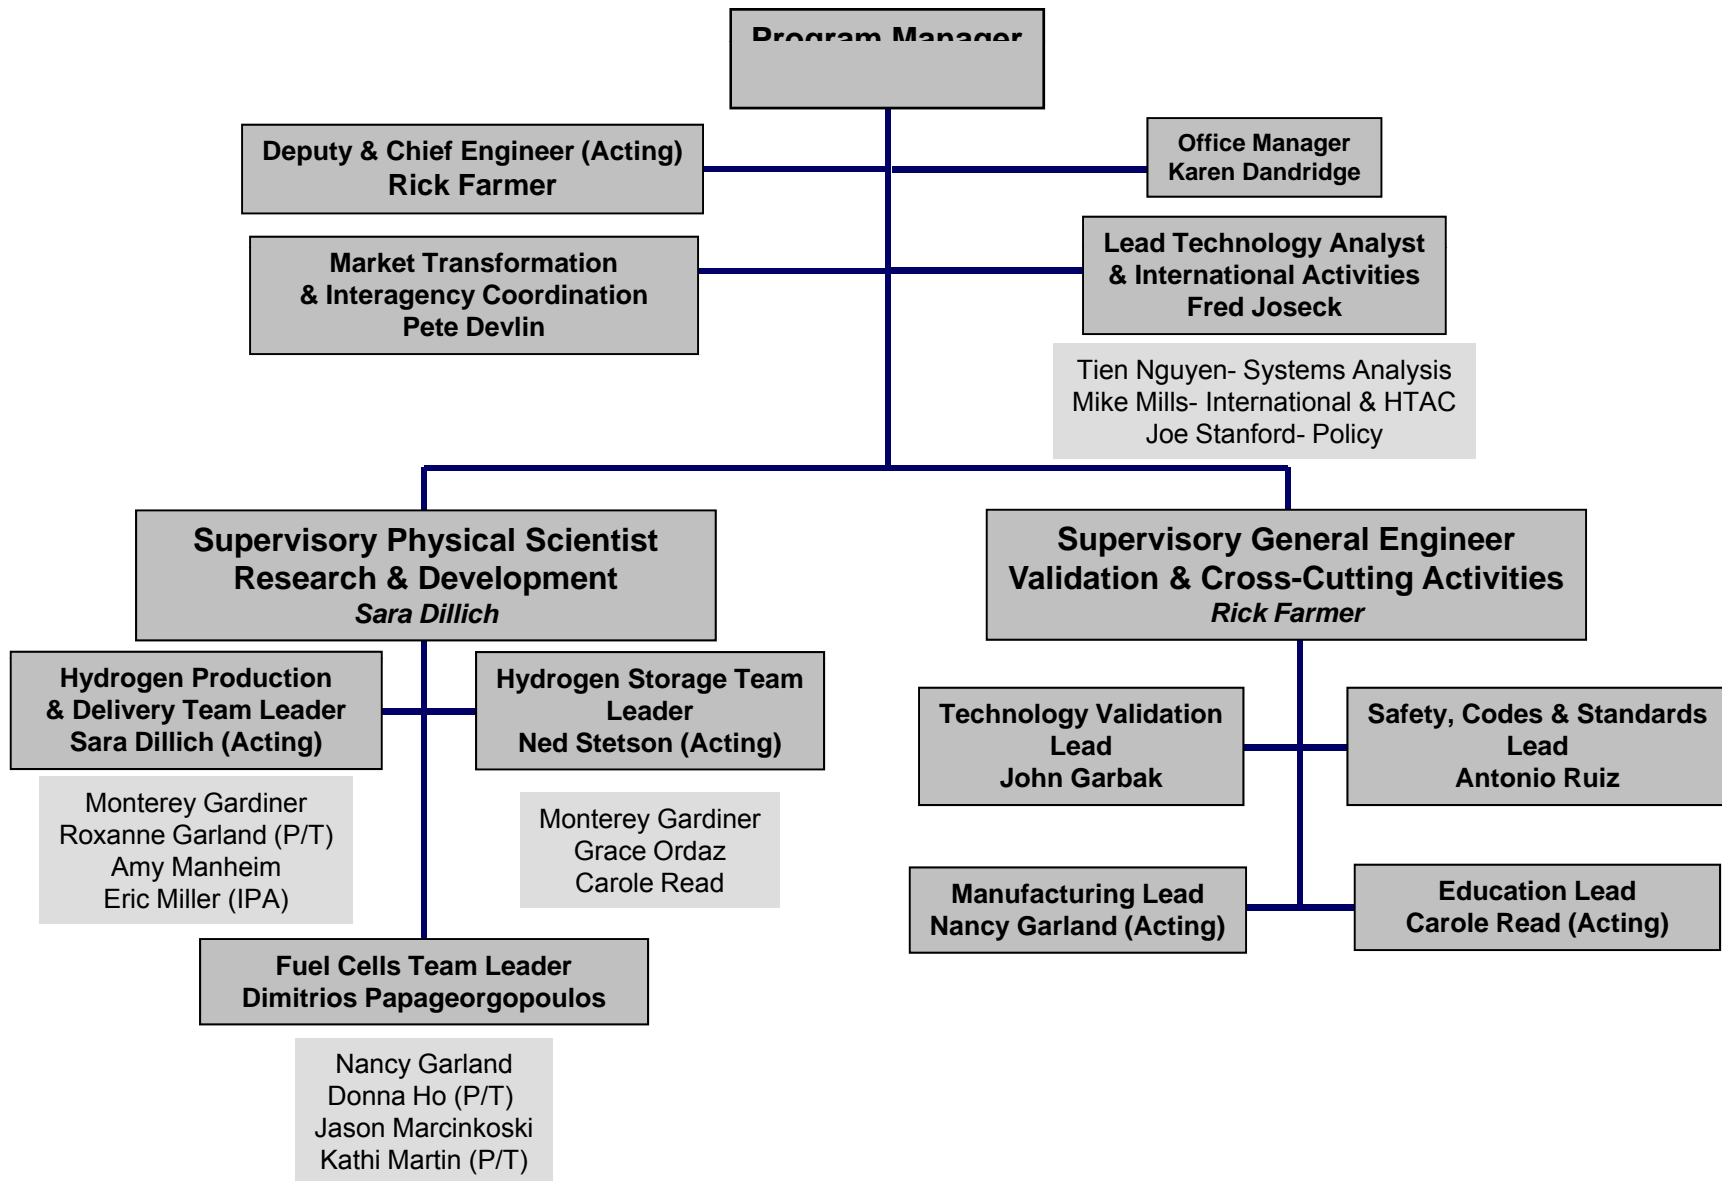 Program Manager
Deputy & Chief Engineer (Acting)
Rick Farmer
Office Manager
Karen Dandridge
Market Transformation
& Interagency Coordination
Pete Devlin
Lead Technology Analyst
& International Activities
Fred Joseck
Tien Nguyen- Systems Analysis
Mike Mills- International & HTAC
Joe Stanford- Policy
Supervisory Physical Scientist
Research & Development
Sara Dillich
Supervisory General Engineer
Validation & Cross-Cutting Activities
Rick Farmer
Hydrogen Production
& Delivery Team Leader
Sara Dillich (Acting)
Hydrogen Storage Team
Leader
Ned Stetson (Acting)
Technology Validation
Lead
John Garbak
Safety, Codes & Standards
Lead
Antonio Ruiz
Monterey Gardiner
Roxanne Garland (P/T)
Amy Manheim
Eric Miller (IPA)
Monterey Gardiner
Grace Ordaz
Carole Read
Manufacturing Lead
Nancy Garland (Acting)
Education Lead
Carole Read (Acting)
Fuel Cells Team Leader
Dimitrios Papageorgopoulos
Nancy Garland
Donna Ho (P/T)
Jason Marcinkoski
Kathi Martin (P/T)